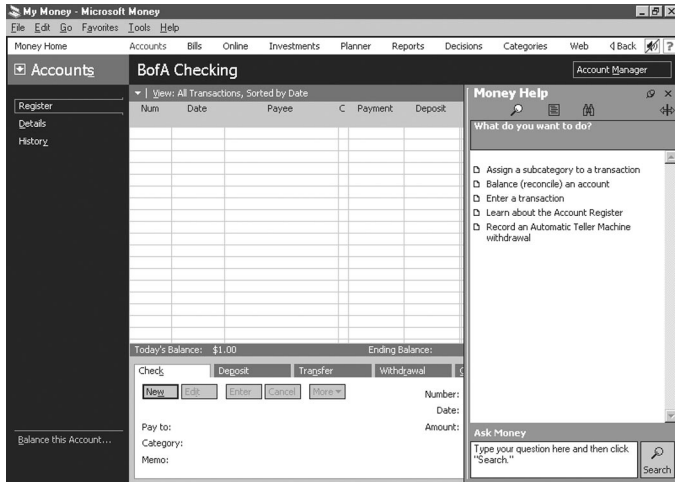 My Money - Microsoft Money
File Edit Go Favorites Tools Help
Money Home Accounts Bills Online Investments Planner Reports Decisions Categories Web Back ?
Accounts
BofA Checking
Account Manager
Register
Details
History
Balance this Account...
View: All Transactions, Sorted by Date
Num Date Payee C Payment Deposit
Today's Balance: $1.00 Ending Balance:
Check Deposit Transfer Withdrawal
New Edit Enter Cancel More
Number:
Date:
Pay to: Amount:
Category:
Memo:
Money Help
What do you want to do?
Assign a subcategory to a transaction
Balance (reconcile) an account
Enter a transaction
Learn about the Account Register
Record an Automatic Teller Machine
withdrawal
Ask Money
Type your question here and then click
"Search."
Search